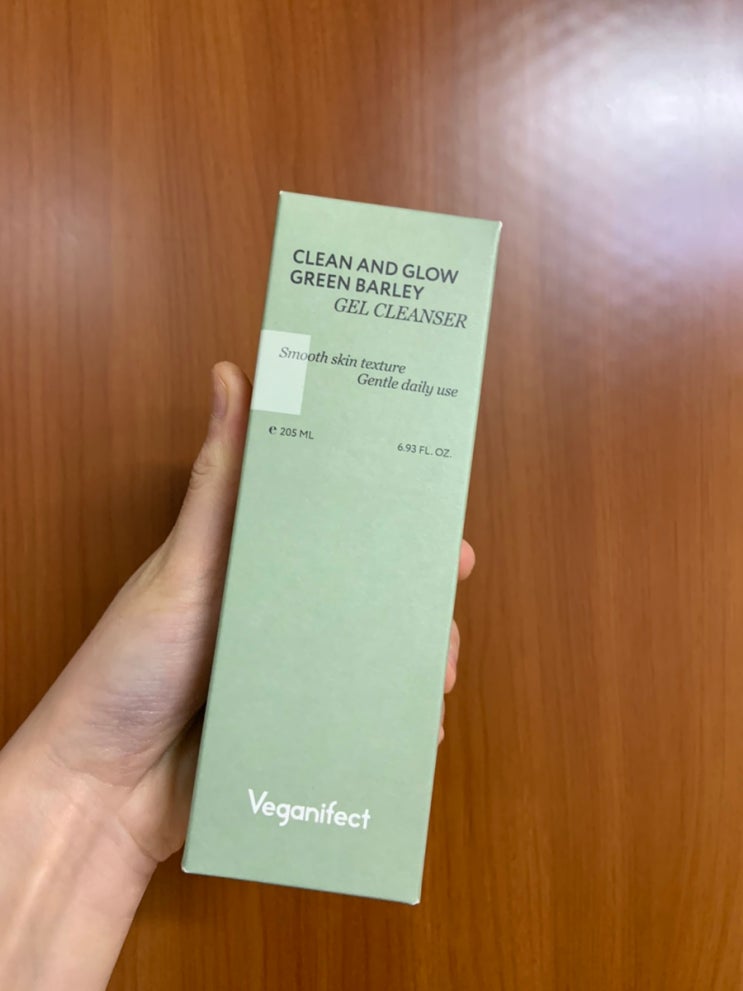 CLEAN AND GLOW
GREEN BARLEY
GEL CLEANSER
Smooth skin texture
Gentle daily use
℮ 205 ML
6.93 FL. OZ.
Veganifect